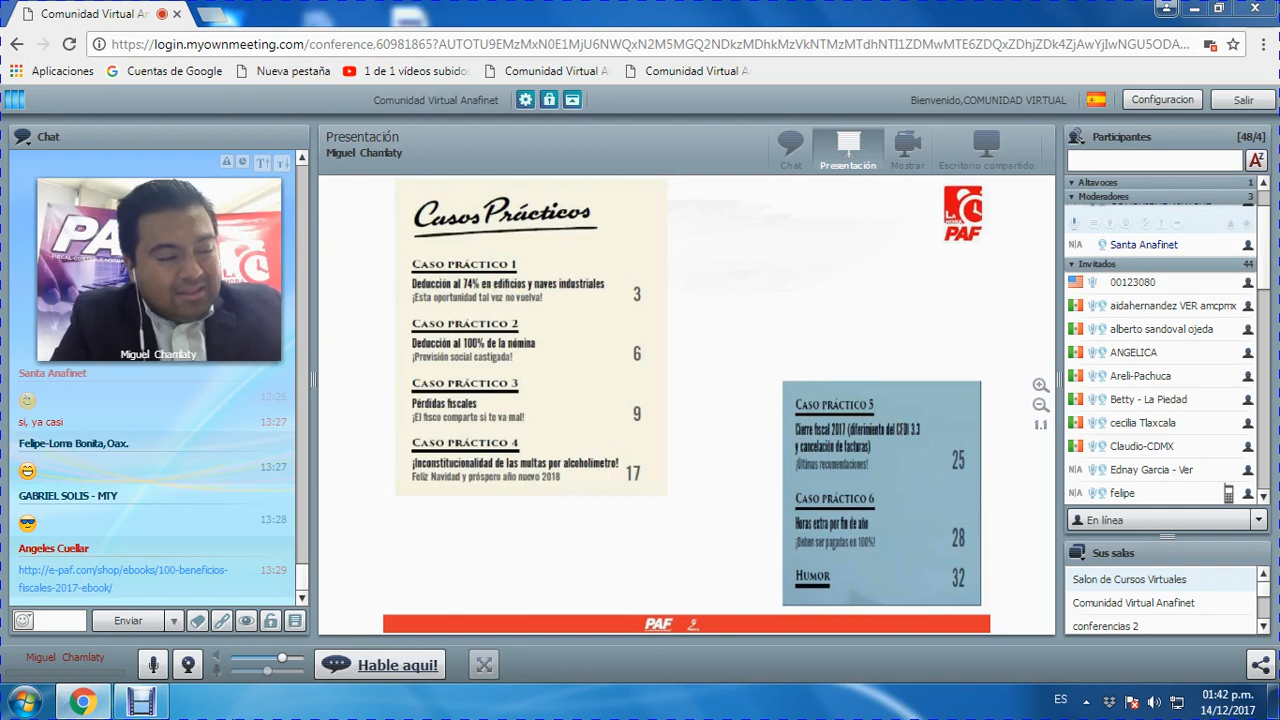 Comunidad Virtual An
https://login.myownmeeting.com/conference,60981865?AUTOTU9EMzMxN0E1MjU6NWQxN2M5MGQ2NDkzMDhkMzVkNTMzMTdhNTI1ZDMwMTE6ZDQxZDhjZDk4ZjAwYjIwNGU5ODA...
Aplicaciones
Cuentas de Google
Nueva pestaña
1 de 1 vídeos subidos
Comunidad Virtual A
Comunidad Virtual A
Comunidad Virtual Anafinet
Bienvenido,COMUNIDAD VIRTUAL
Configuracion
Salir
Chat
PAF
FISCAL
Miguel Chamlaty
Santa Anafinet
13:26
si, ya casi
13:27
Felipe-Loma Bonita,Oax.
13:27
GABRIEL SOLIS - MTY
13:28
Angeles Cuellar
http://e-paf.com/shop/ebooks/100-beneficios-
fiscales-2017-ebook/
13:29
Enviar
Miguel Chamlaty
Hable aqui!
Presentación
Miguel Chamlaty
Chat
Presentación
Mostrar
Escritorio compartido
Casos Prácticos
CASO PRÁCTICO 1
Deducción al 74% en edificios y naves industriales
¡Esta oportunidad tal vez no vuelva!
3
CASO PRÁCTICO 2
Deducción al 100% de la nómina
¡Previsión social castigada!
6
CASO PRÁCTICO 3
Pérdidas fiscales
¡El fisco comparte si te va mal!
9
CASO PRÁCTICO 4
¡Inconstitucionalidad de las multas por alcoholímetro!
Feliz Navidad y próspero año nuevo 2018
17
LA
HORA
PAF
CASO PRÁCTICO 5
Cierre fiscal 2017 (diferimiento del CFDI 3.3
y cancelación de facturas)
¡Últimas recomendaciones!
25
CASO PRÁCTICO 6
Horas extra por fin de año
¡Deben ser pagadas en 100%!
28
HUMOR
32
PAF
1.1
Participantes
[48/4]
Altavoces
1
Moderadores
3
N/A
Santa Anafinet
Invitados
44
00123080
aidahernandez VER amcpmx
alberto sandoval ojeda
ANGELICA
Areli-Pachuca
Betty - La Piedad
cecilia Tlaxcala
Claudio-CDMX
N/A
Ednay Garcia - Ver
N/A
felipe
En línea
Sus salas
Salon de Cursos Virtuales
Comunidad Virtual Anafinet
conferencias 2
ES
01:42 p.m.
14/12/2017